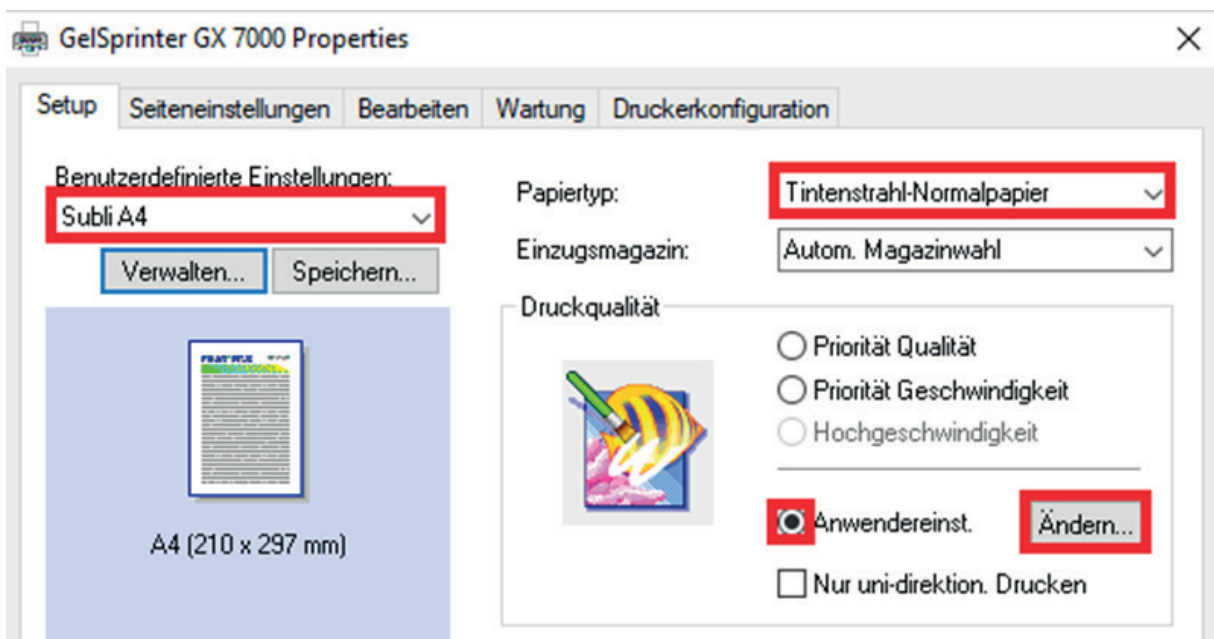 GelSprinter GX 7000 Properties
Setup Seiteneinstellungen Bearbeiten Wartung Druckerkonfiguration
Benutzerdefinierte Einstellungen:
Subli A4
Verwalten... Speichern...
A4 (210 x 297 mm)
Papiertyp: Tintenstrahl-Normalpapier
Einzugsmagazin: Autom. Magazinwahl
Druckqualität
Priorität Qualität
Priorität Geschwindigkeit
Hochgeschwindigkeit
Anwendereinst. Ändern...
Nur uni-direktion. Drucken